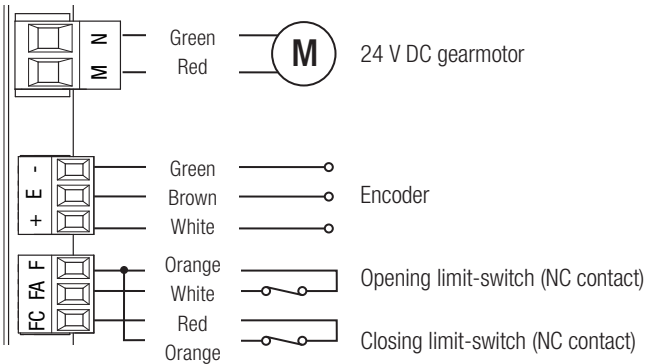 N Green M 24 V DC gearmotor
M Red
- Green
E Brown Encoder
+ White
F Orange
FA White Opening limit-switch (NC contact)
FC Red
Orange Closing limit-switch (NC contact)